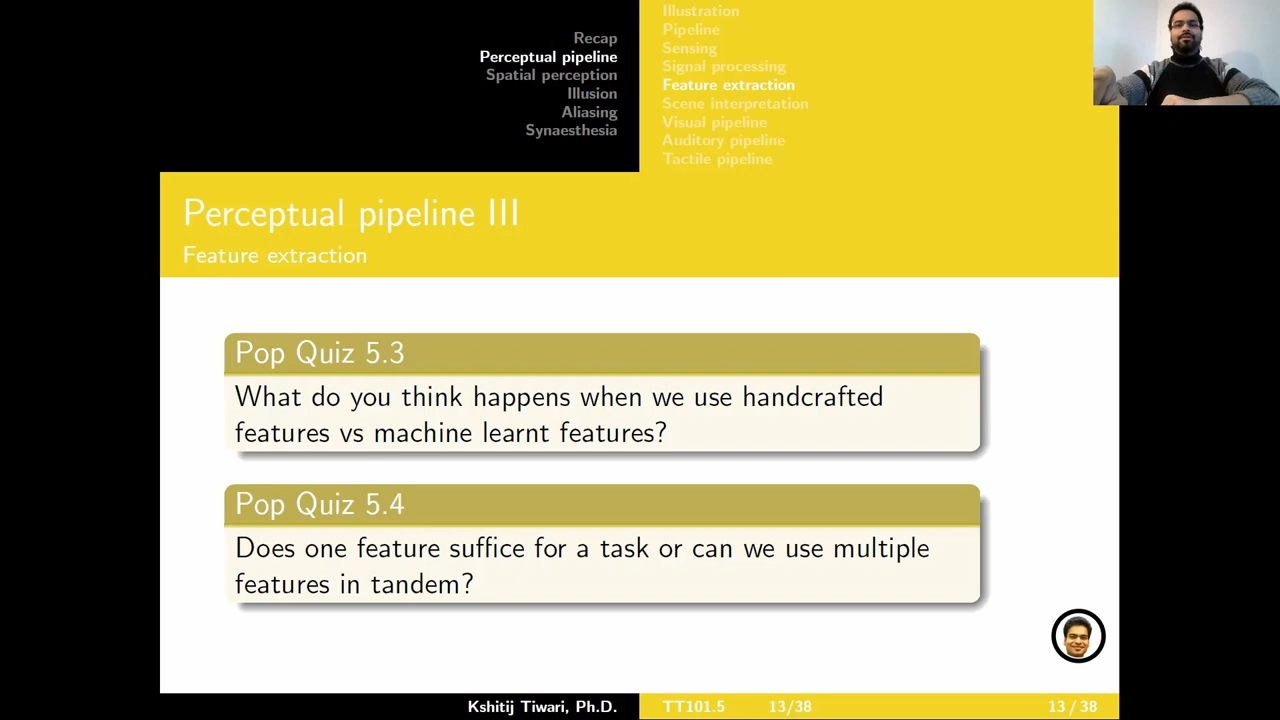 Recap
Perceptual pipeline
Spatial perception
Illusion
Aliasing
Synaesthesia
Illustration
Pipeline
Sensing
Signal processing
Feature extraction
Scene interpretation
Visual pipeline
Auditory pipeline
Tactile pipeline
Perceptual pipeline III
Feature extraction
Pop Quiz 5.3
What do you think happens when we use handcrafted
features vs machine learnt features?
Pop Quiz 5.4
Does one feature suffice for a task or can we use multiple
features in tandem?
Kshitij Tiwari, Ph.D. TT101.5 13/38 13 / 38